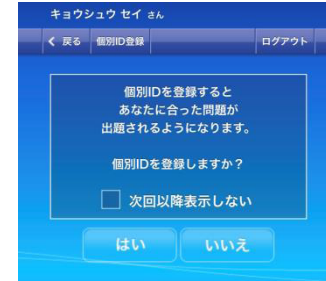 キョウシュウ セイ さん
戻る 個別ID登録 ログアウト
個別IDを登録すると
あなたに合った問題が
出題されるようになります。
個別IDを登録しますか？
次回以降表示しない
はい いいえ